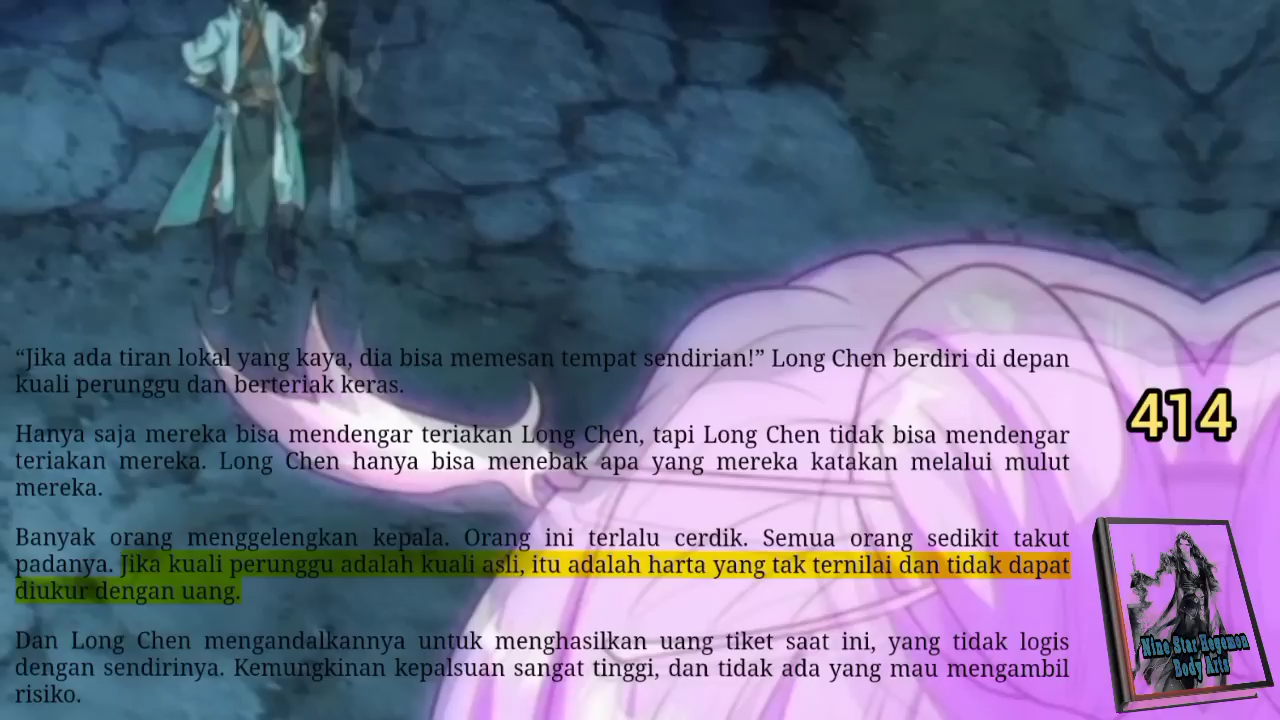 “Jika ada tiran lokal yang kaya, dia bisa memesan tempat sendirian!” Long Chen berdiri di depan
kuali perunggu dan berteriak keras.
Hanya saja mereka bisa mendengar teriakan Long Chen, tapi Long Chen tidak bisa mendengar
teriakan mereka. Long Chen hanya bisa menebak apa yang mereka katakan melalui mulut
mereka.
Banyak orang menggelengkan kepala. Orang ini terlalu cerdik. Semua orang sedikit takut
padanya. Jika kuali perunggu adalah kuali asli, itu adalah harta yang tak ternilai dan tidak dapat
diukur dengan uang.
Dan Long Chen mengandalkannya untuk menghasilkan uang tiket saat ini, yang tidak logis
dengan sendirinya. Kemungkinan kepalsuan sangat tinggi, dan tidak ada yang mau mengambil
risiko.
414
Nine Star Hegemon
Body Arts